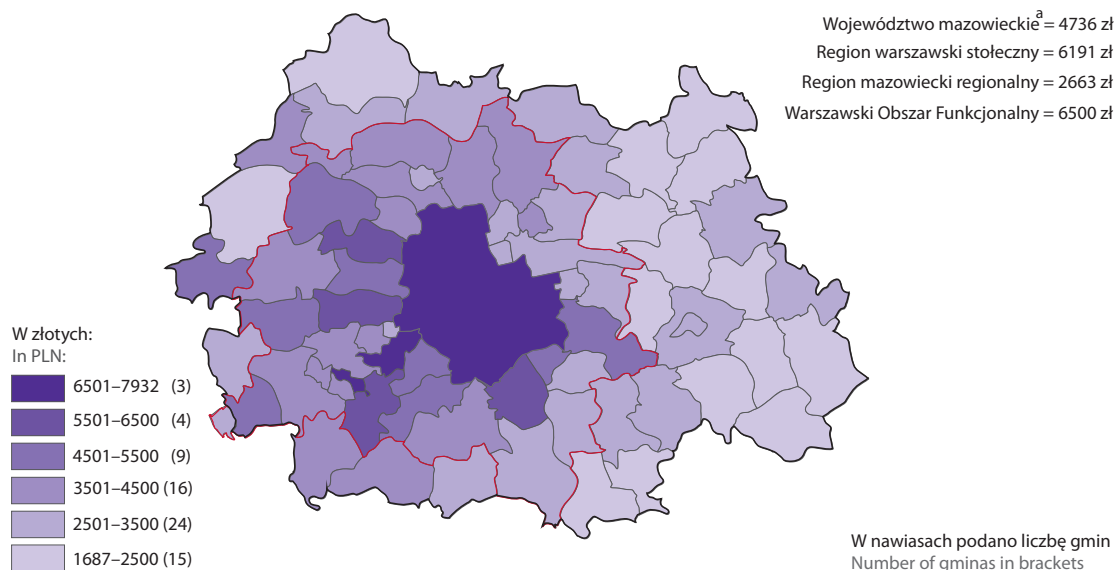 Województwo mazowieckie a = 4736 zł
Region warszawski stołeczny = 6191 zł
Region mazowiecki regionalny = 2663 zł
Warszawski Obszar Funkcjonalny = 6500 zł
W złotych:
In PLN:
6501–7932 (3)
5501–6500 (4)
4501–5500 (9)
3501–4500 (16)
2501–3500 (24)
1687–2500 (15)
W nawiasach podano liczbę gmin
Number of gminas in brackets